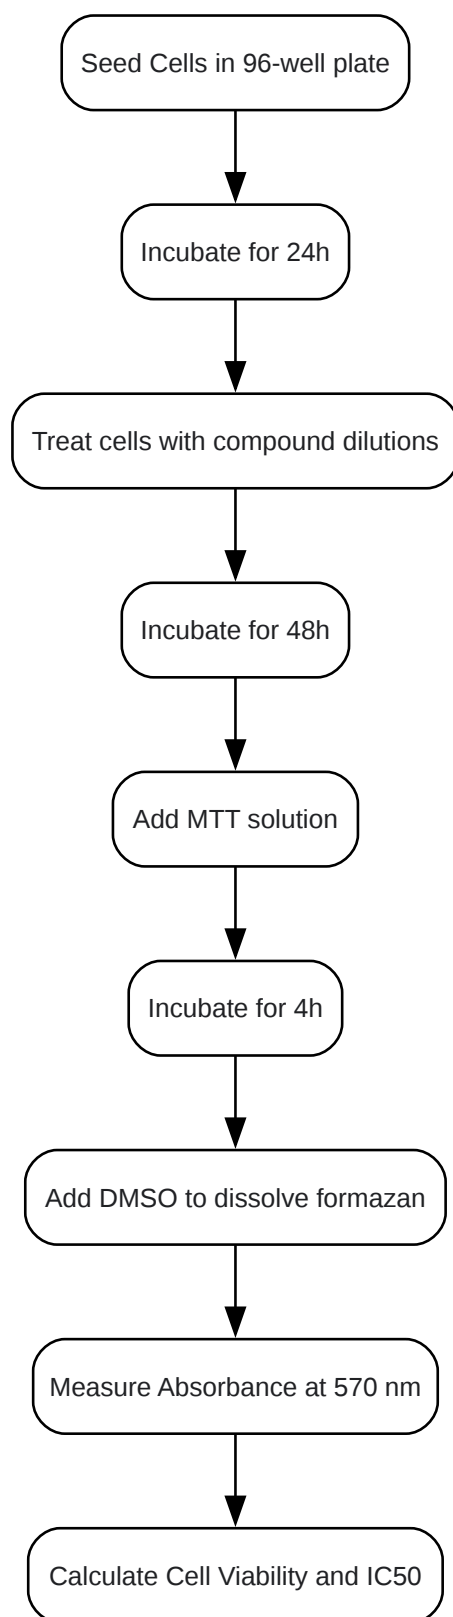 Seed Cells in 96-well plate
Incubate for 24h
Treat cells with compound dilutions
Incubate for 48h
Add MTT solution
Incubate for 4h
Add DMSO to dissolve formazan
Measure Absorbance at 570 nm
Calculate Cell Viability and IC50